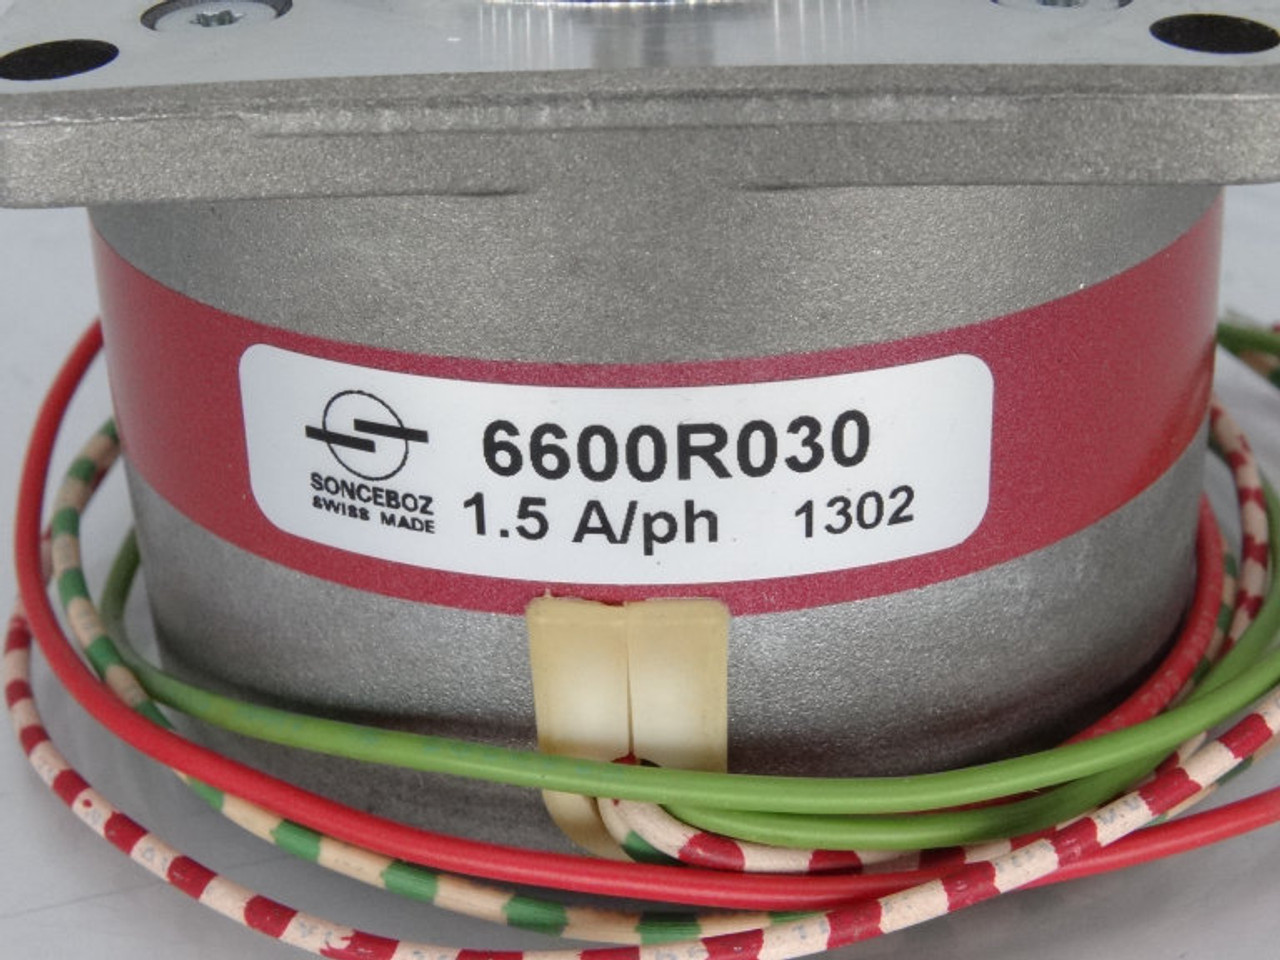 6600R030
SONCEBOZ
SWISS MADE
1.5 A/ph 1302